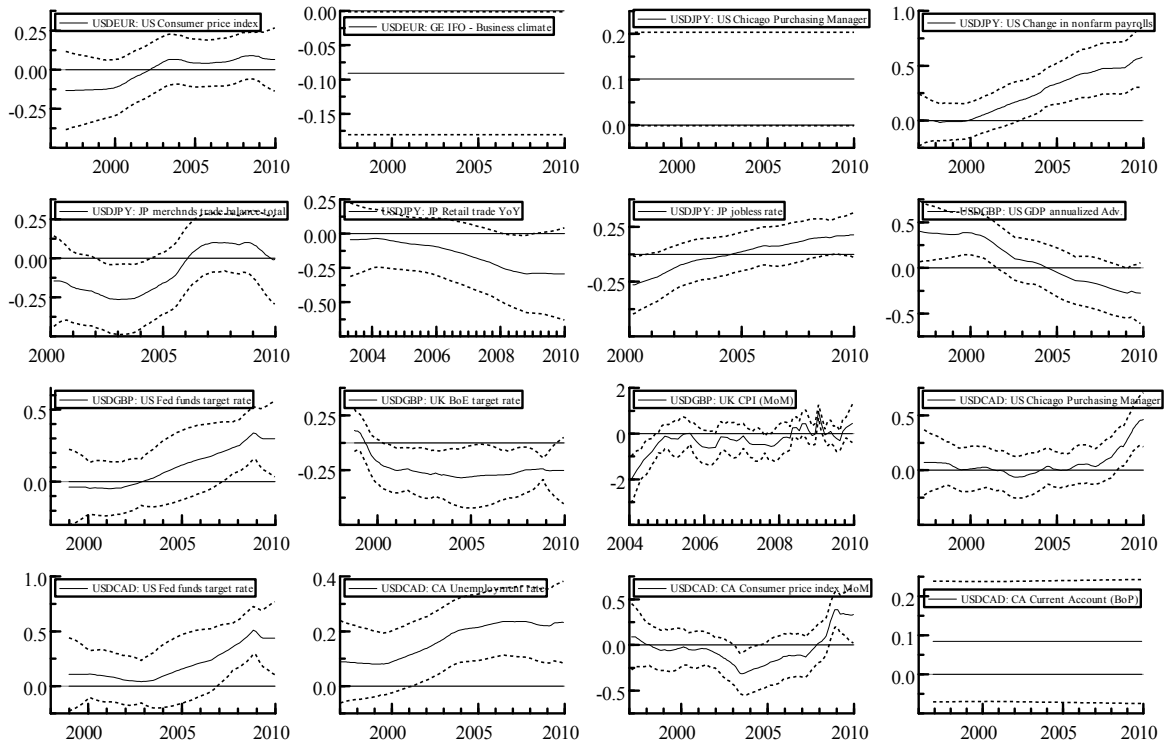 USDEUR: US Consumer price index
0.00
-0.25
2000 2005 2010
USDEUR: GE IFO - Business climate
0.00
-0.05
-0.10
-0.15
2000 2005 2010
USDJPY: US Chicago Purchasing Manager
0.2
0.1
0.0
2000 2005 2010
USDJPY: US Change in nonfarm payrolls
1.0
0.5
0.0
2000 2005 2010
USDJPY: JP merchnds trade balance total
0.25
0.00
-0.25
2000 2005 2010
USDJPY: JP Retail trade YoY
0.25
0.00
-0.25
-0.50
2004 2006 2008 2010
USDJPY: JP jobless rate
0.25
-0.25
2000 2005 2010
USDGBP: US GDP annualized Adv.
0.5
0.0
-0.5
2000 2005 2010
USDGBP: US Fed funds target rate
0.5
0.0
2000 2005 2010
USDGBP: UK BoE target rate
0.25
-0.25
2000 2005 2010
USDGBP: UK CPI (MoM)
2
0
-2
2004 2006 2008 2010
USDCAD: US Chicago Purchasing Manager
0.5
0.0
2000 2005 2010
USDCAD: US Fed funds target rate
1.0
0.5
0.0
2000 2005 2010
USDCAD: CA Unemployment rate
0.4
0.2
0.0
2000 2005 2010
USDCAD: CA Consumer price index MoM
0.5
0.0
-0.5
2000 2005 2010
USDCAD: CA Current Account (BoP)
0.2
0.1
0.0
2000 2005 2010